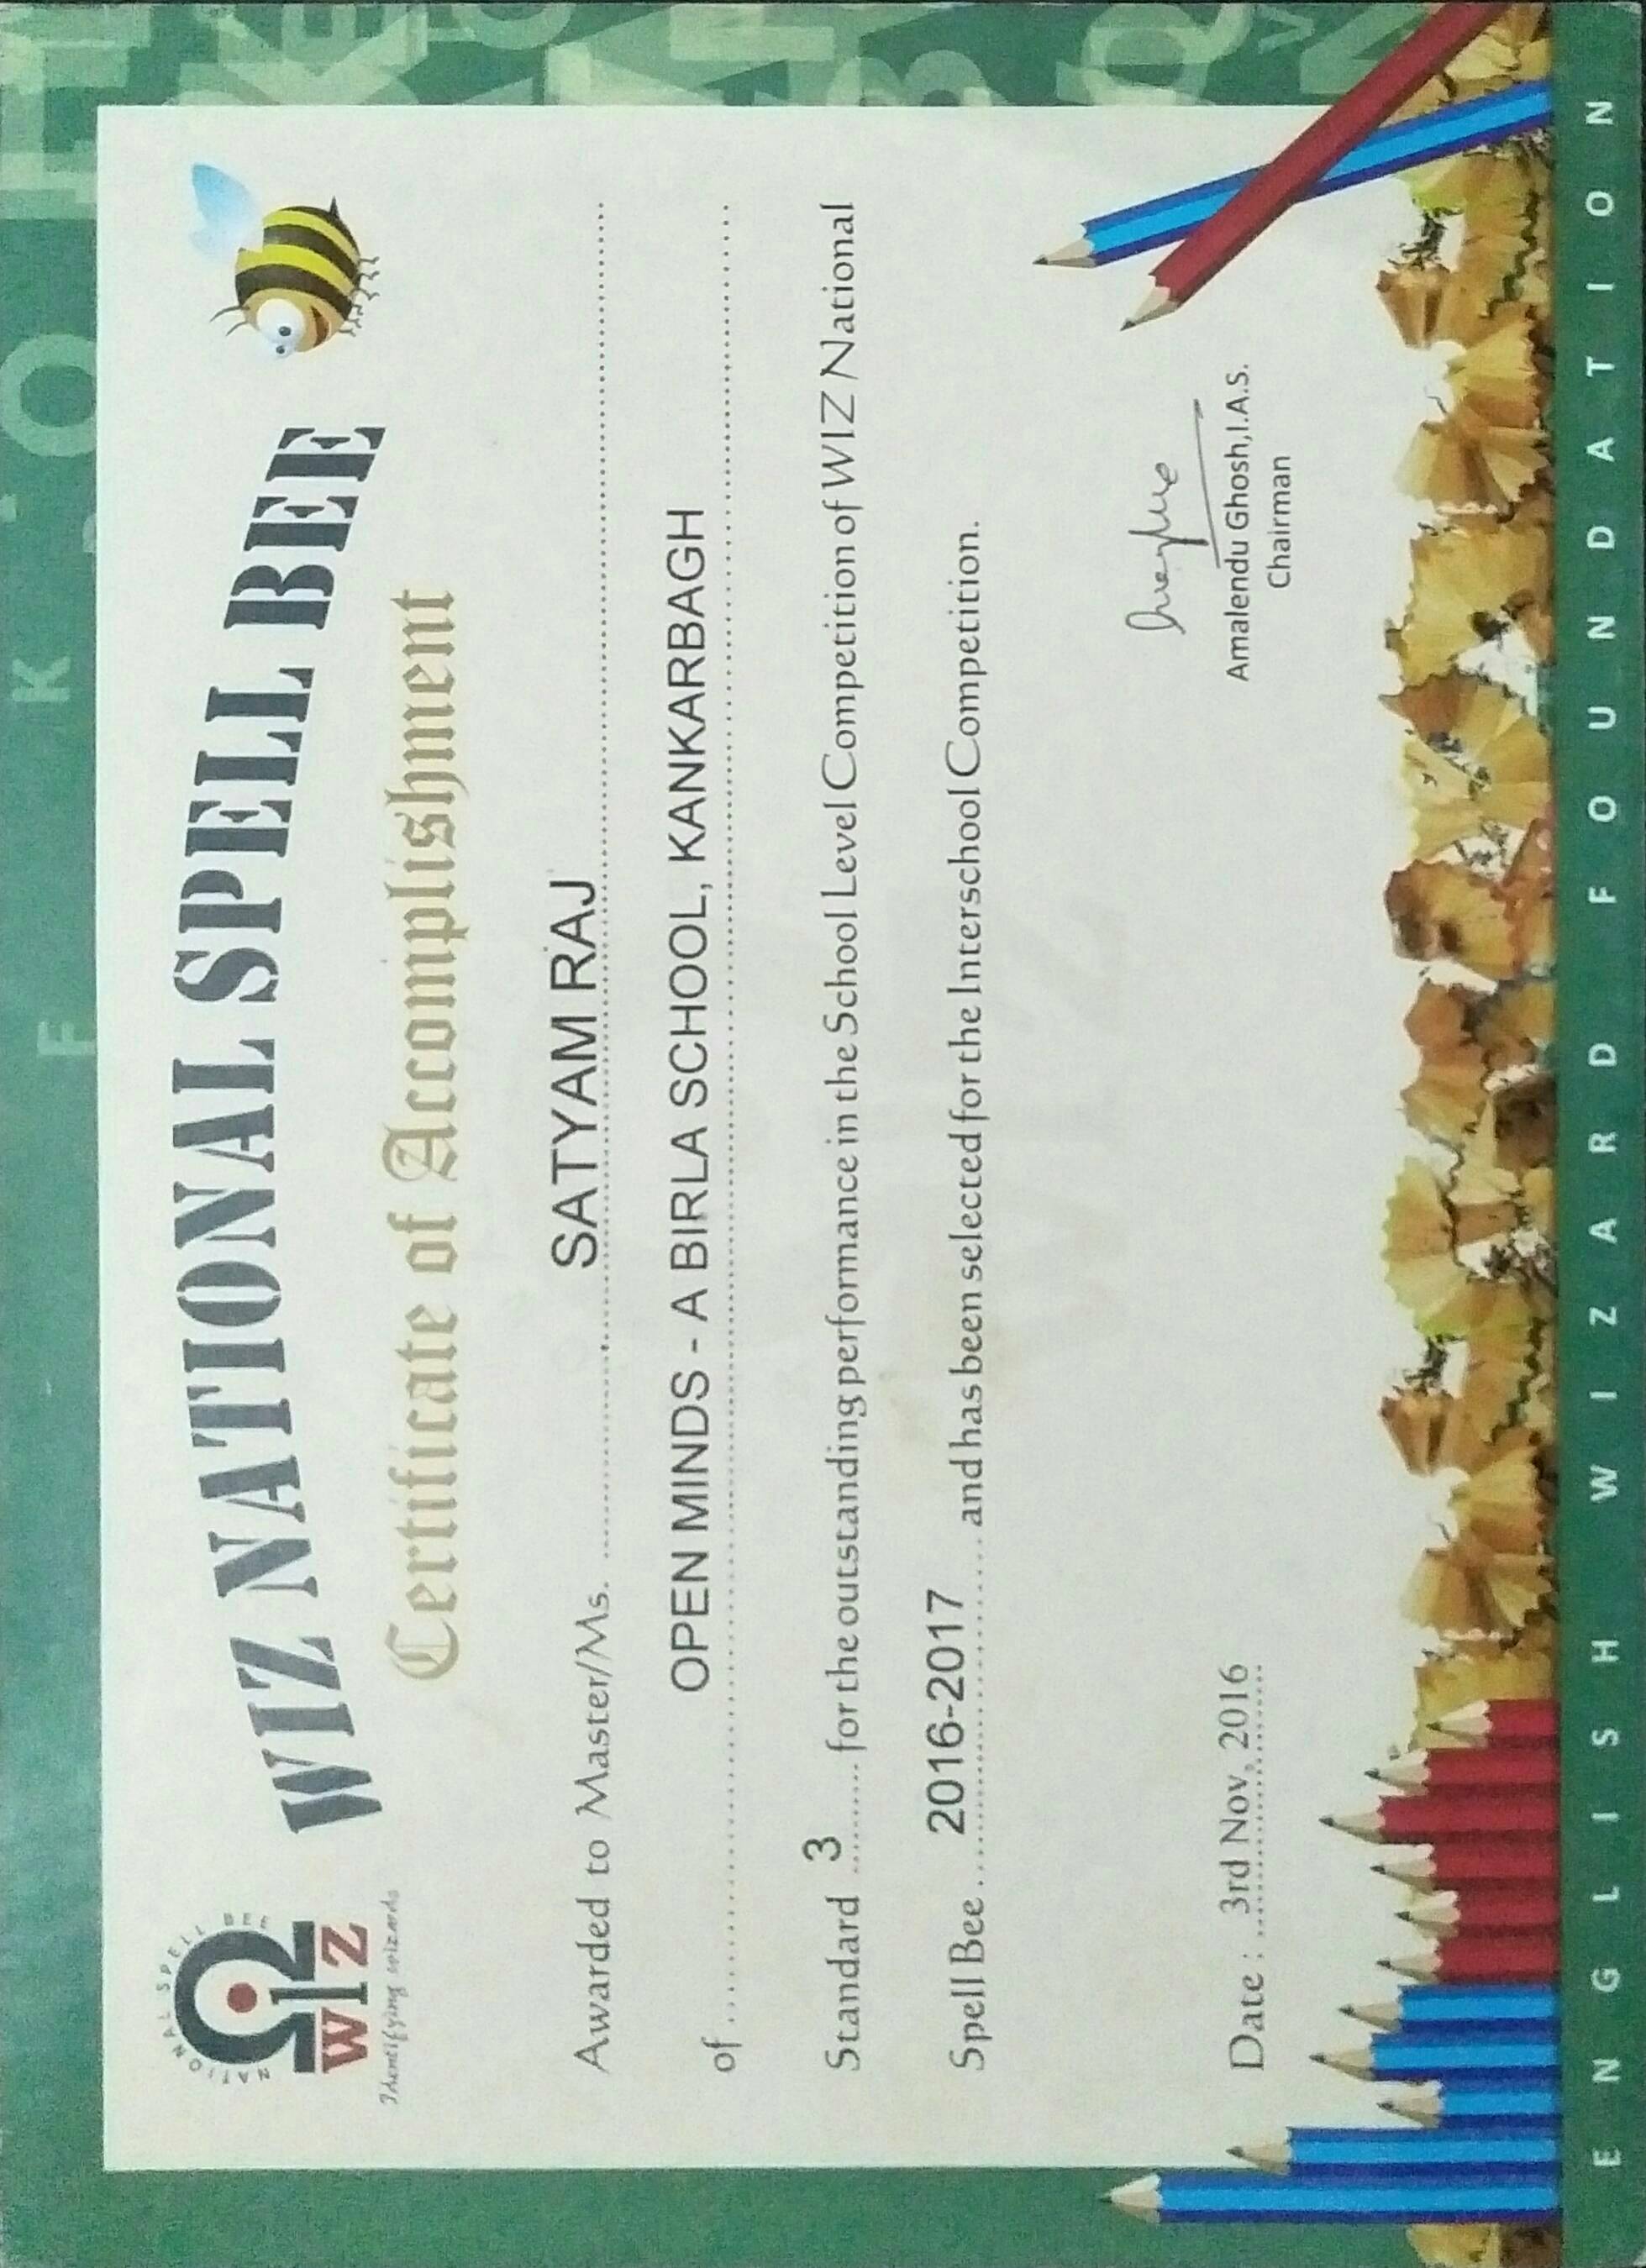 NATIONAL SPELL BEE
WIZ
Identifying wizards
WIZ NATIONAL SPELL BEE
Certificate of Accomplishment
Awarded to Master/Ms. SATYAM RAJ
of OPEN MINDS - A BIRLA SCHOOL, KANKARBAGH
Standard 3 for the outstanding performance in the School Level Competition of WIZ National
Spell Bee 2016-2017 and has been selected for the Interschool Competition.
Date : 3rd Nov, 2016
Amalendu Ghosh,I.A.S.
Chairman
ENGLISH WIZARD FOUNDATION